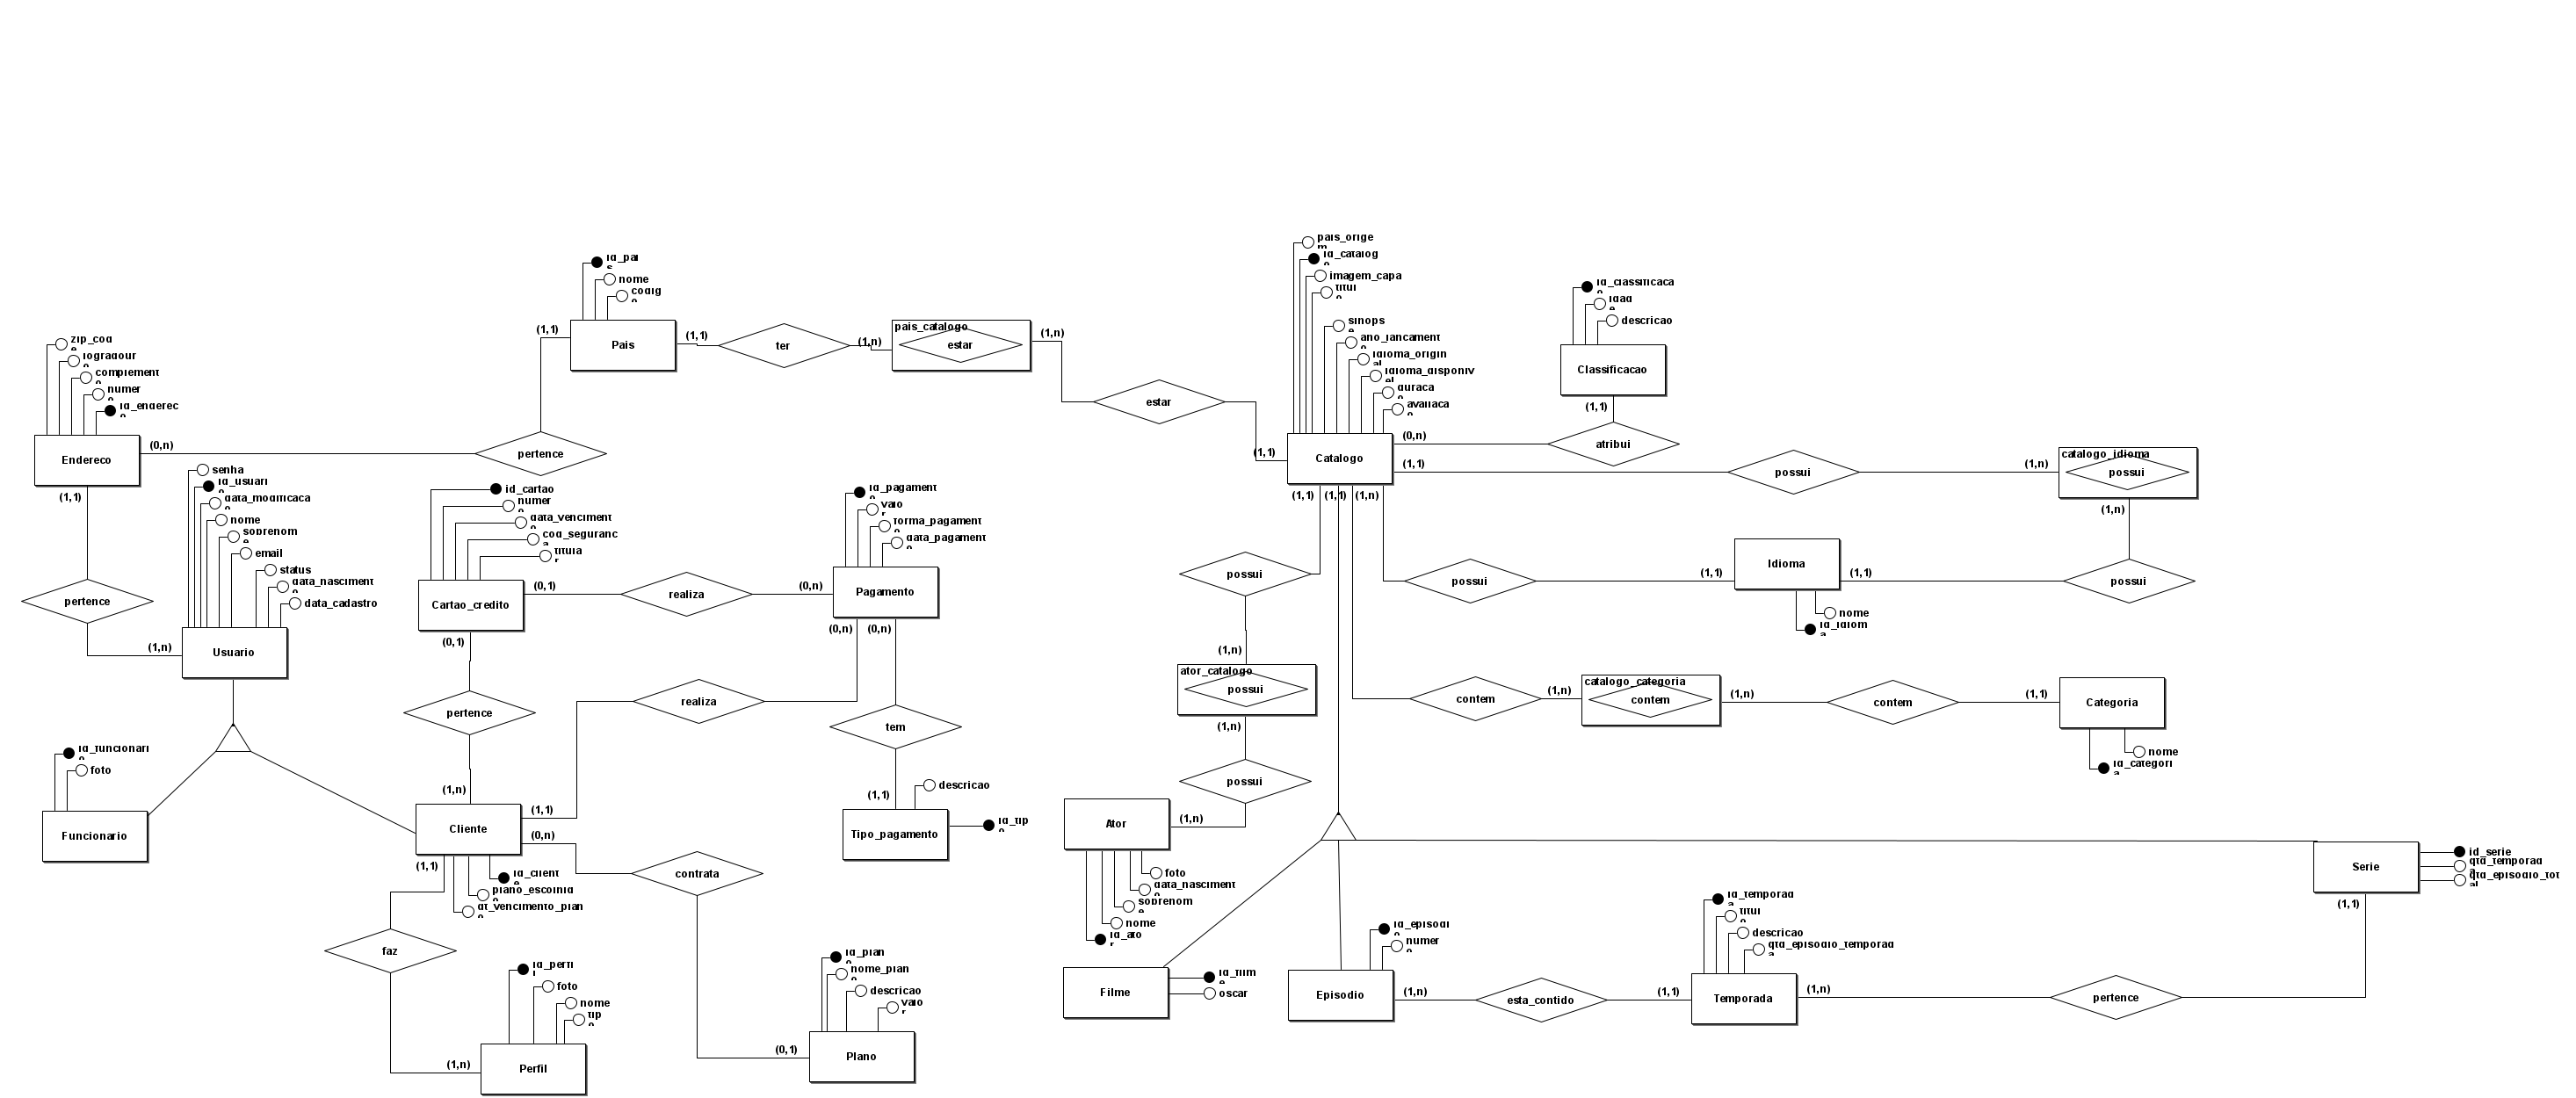 pais_origem
id_catalogo
imagem_capa
titulo
sinopse
ano_lancamento
idioma_original
idioma_disponivel
duracao
avaliacao
id_pais
nome
codigo
id_classificacao
idade
descricao
(1,1)
Pais
(1,1)
ter
(1,n)
pais_catalogo
estar
(1,n)
estar
(1,1)
Classificacao
(1,1)
zip_code
logradouro
complemento
numero
id_endereco
Endereco
(0,n)
pertence
(1,1)
Catalogo
(0,n)
atribui
(1,1)
possui
(1,n)
catalogo_idioma
possui
(1,n)
(1,1)
(1,1)
(1,n)
senha
id_usuario
data_modificacao
nome
sobrenome
email
status
data_nascimento
data_cadastro
pertence
(1,n)
Usuario
id_cartao
numero
data_vencimento
cod_seguranca
titular
Cartao_credito
(0,1)
realiza
(0,n)
id_pagamento
valor
forma_pagamento
data_pagamento
Pagamento
(0,1)
(0,n)
(0,n)
possui
possui
(1,1)
Idioma
(1,1)
possui
nome
id_idioma
(1,n)
ator_catalogo
possui
(1,n)
contem
(1,n)
catalogo_categoria
contem
(1,n)
contem
(1,1)
Categoria
nome
id_categoria
pertence
realiza
tem
id_funcionario
foto
Funcionario
(1,n)
Cliente
(1,1)
(0,n)
(1,1)
(1,1)
descricao
Tipo_pagamento
id_tipo
possui
Ator
(1,n)
foto
data_nascimento
sobrenome
nome
id_ator
id_cliente
plano_escolhido
dt_vencimento_plano
contrata
faz
Serie
id_serie
qtd_temporada
qtd_episodio_total
(1,1)
id_perfil
foto
nome
tipo
(1,n)
Perfil
id_plano
nome_plano
descricao
valor
(0,1)
Plano
Filme
id_filme
oscar
id_episodio
numero
Episodio
(1,n)
esta_contido
(1,1)
id_temporada
titulo
descricao
qtd_episodio_temporada
Temporada
(1,n)
pertence